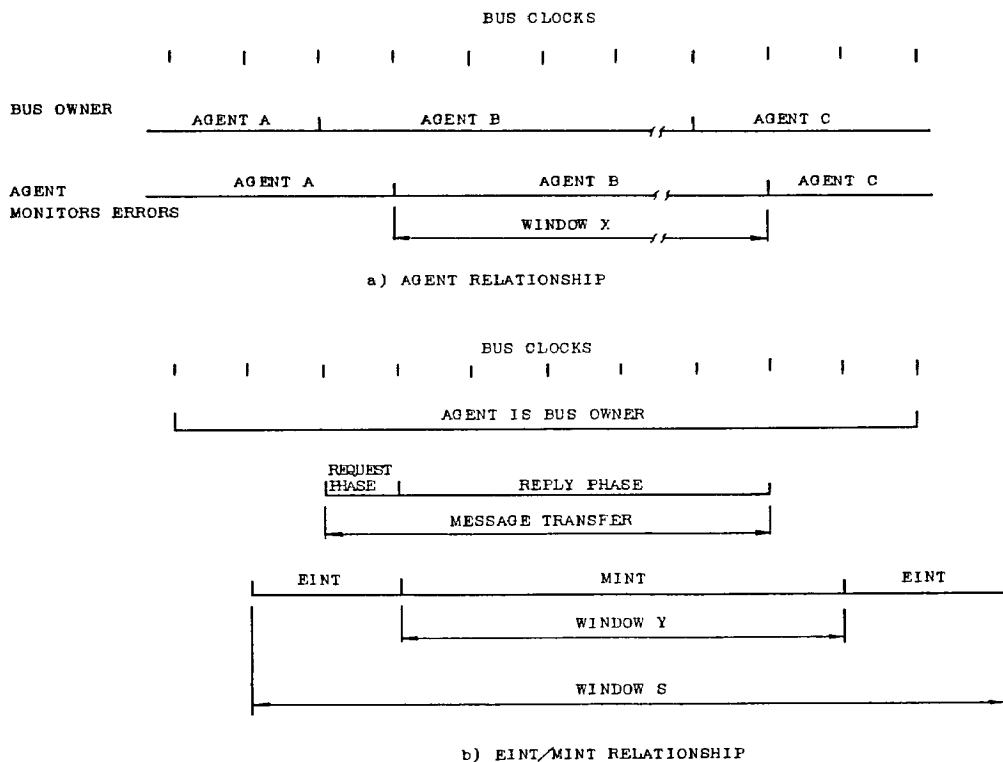 BUS CLOCKS
BUS OWNER
AGENT A
AGENT B
AGENT C
AGENT
MONITORS ERRORS
AGENT A
AGENT B
AGENT C
WINDOW X
a) AGENT RELATIONSHIP
BUS CLOCKS
AGENT IS BUS OWNER
REQUEST
PHASE
REPLY PHASE
MESSAGE TRANSFER
EINT
MINT
EINT
WINDOW Y
WINDOW S
b) EINT/MINT RELATIONSHIP